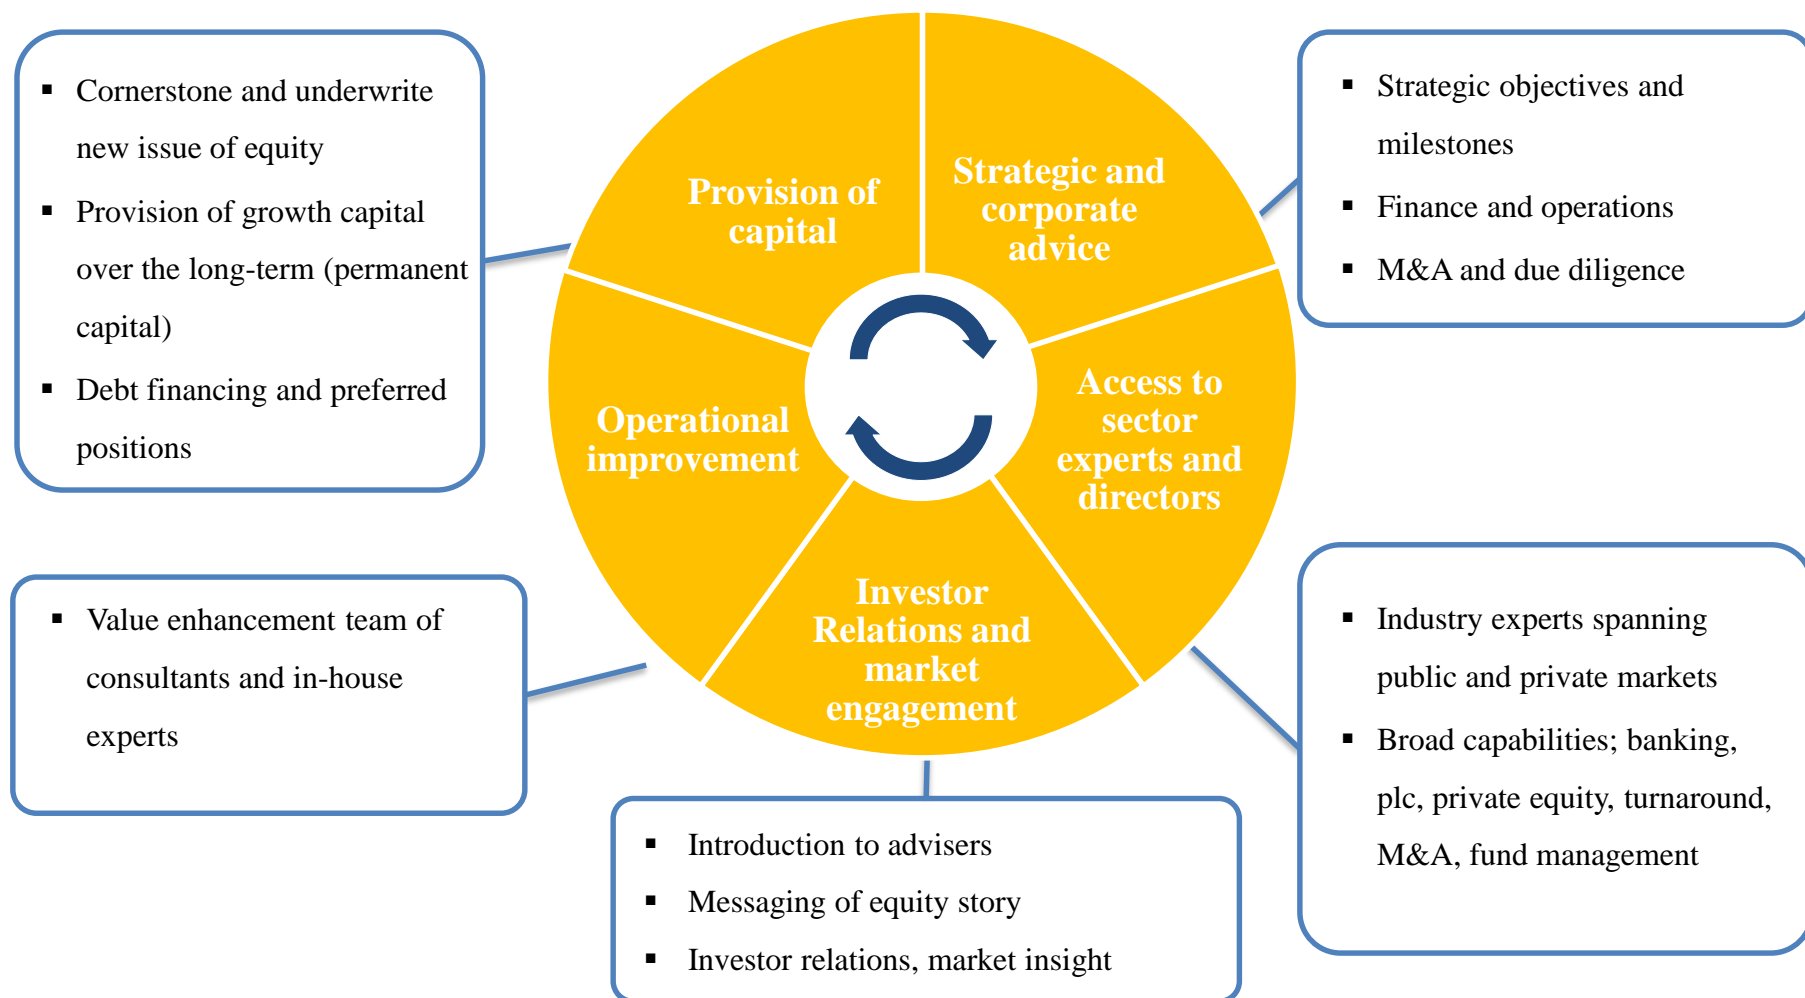 ▪ Cornerstone and underwrite
new issue of equity
▪ Provision of growth capital
over the long-term (permanent
capital)
▪ Debt financing and preferred
positions
Provision of
capital
Strategic and
corporate
advice
▪ Strategic objectives and
milestones
▪ Finance and operations
▪ M&A and due diligence
Operational
improvement
Access to
sector
experts and
directors
Investor
Relations and
market
engagement
▪ Value enhancement team of
consultants and in-house
experts
▪ Industry experts spanning
public and private markets
▪ Broad capabilities; banking,
plc, private equity, turnaround,
M&A, fund management
▪ Introduction to advisers
▪ Messaging of equity story
▪ Investor relations, market insight